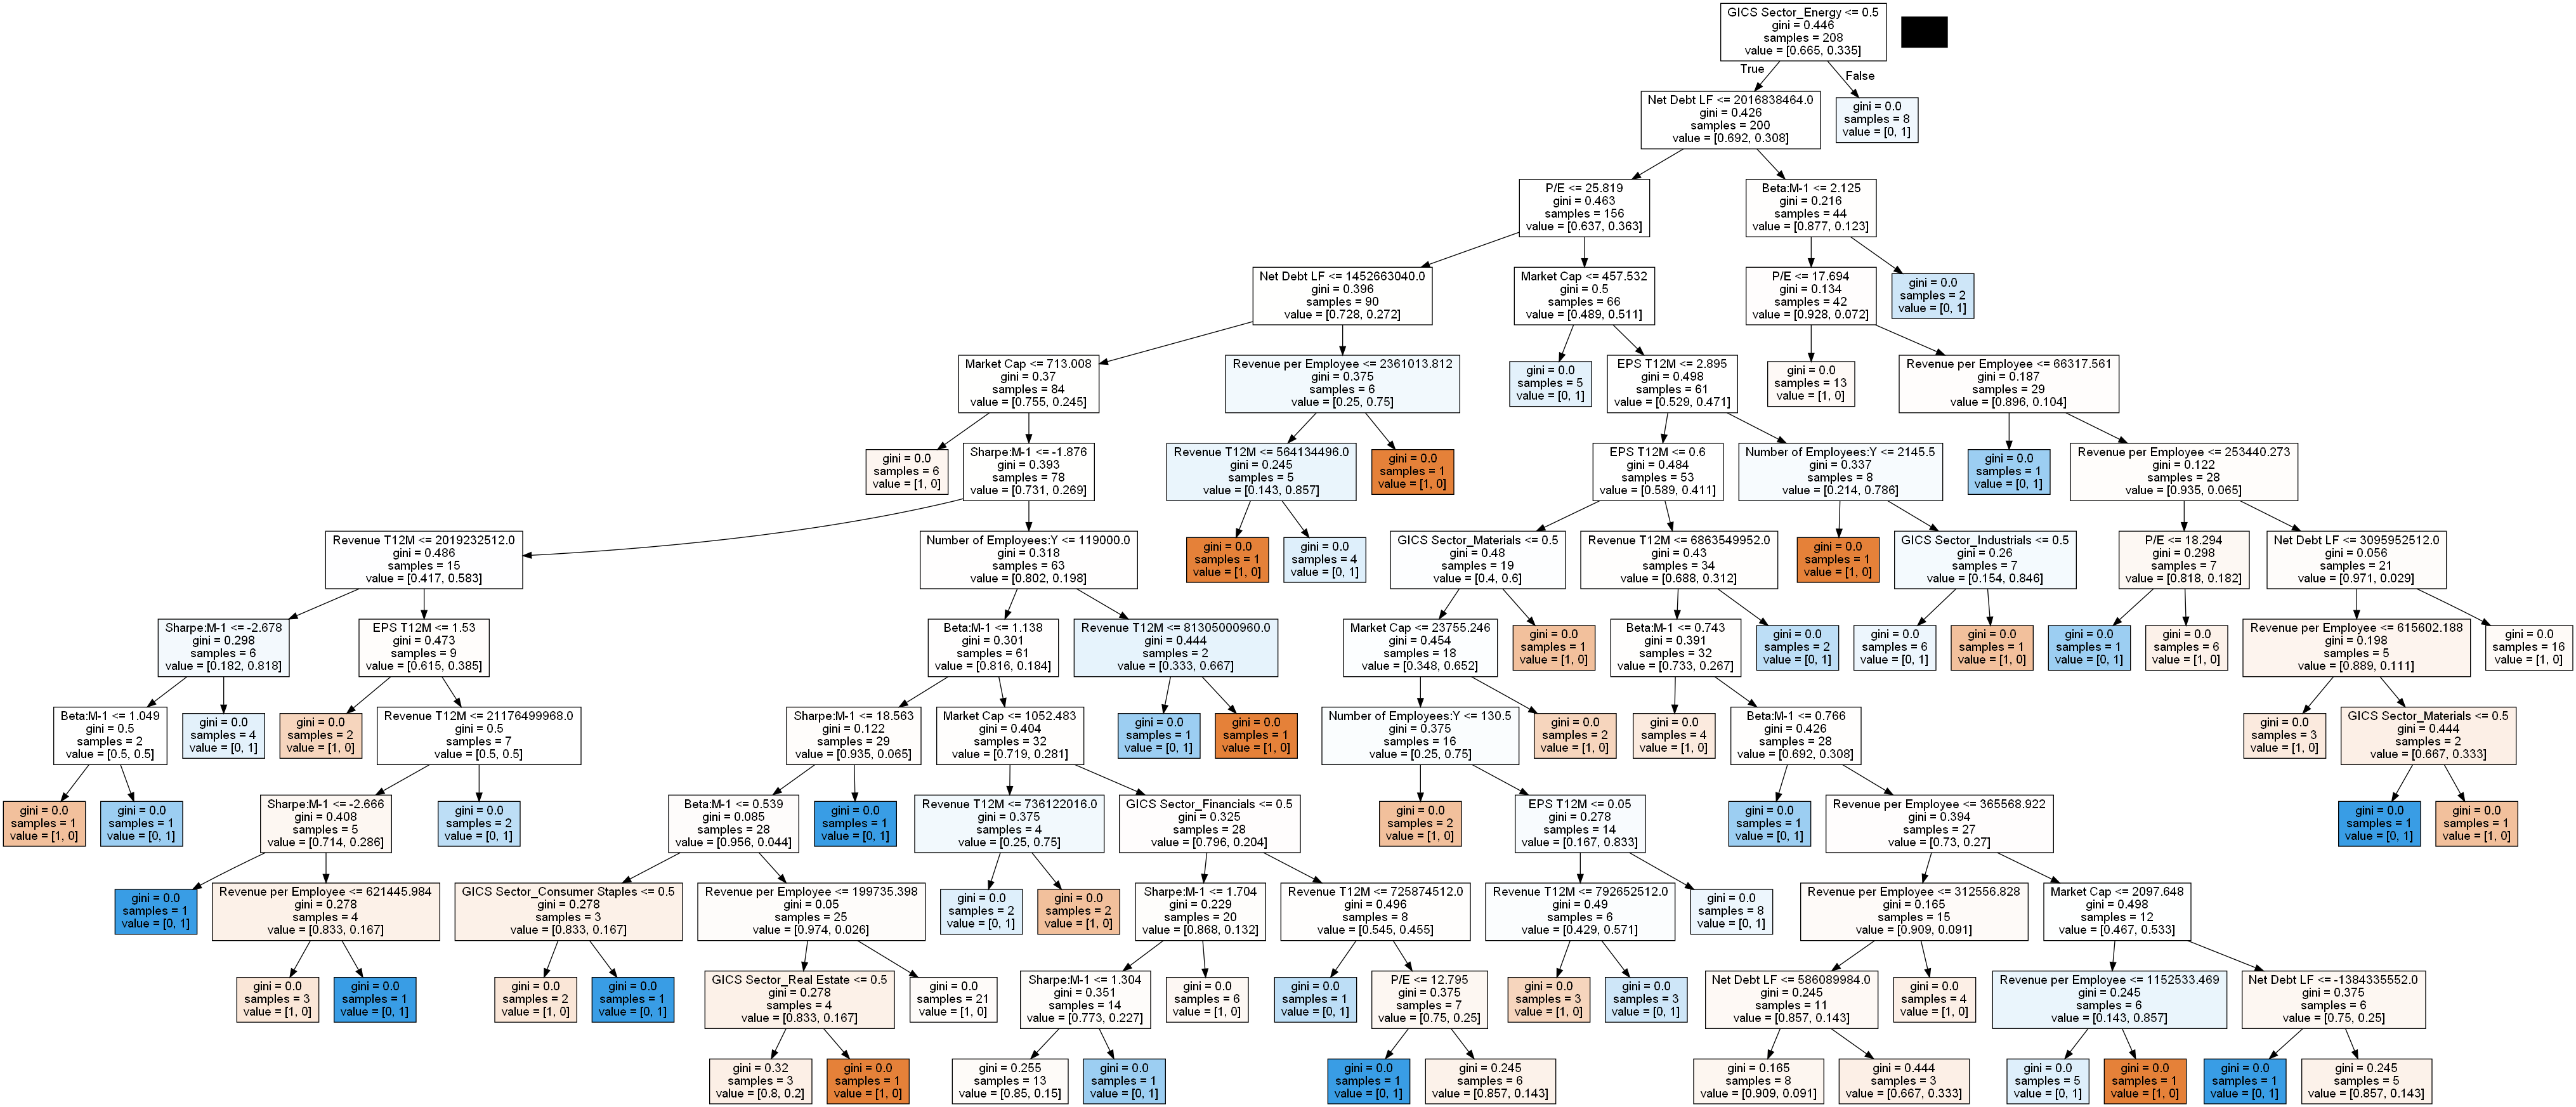 GICS Sector_Energy <= 0.5
gini = 0.446
samples = 208
value = [0.665, 0.335]
True
False
Net Debt LF <= 2016838464.0
gini = 0.426
samples = 200
value = [0.692, 0.308]
gini = 0.0
samples = 8
value = [0, 1]
P/E <= 25.819
gini = 0.463
samples = 156
value = [0.637, 0.363]
Beta:M-1 <= 2.125
gini = 0.216
samples = 44
value = [0.877, 0.123]
Net Debt LF <= 1452663040.0
gini = 0.396
samples = 90
value = [0.728, 0.272]
Market Cap <= 457.532
gini = 0.5
samples = 66
value = [0.489, 0.511]
P/E <= 17.694
gini = 0.134
samples = 42
value = [0.928, 0.072]
gini = 0.0
samples = 2
value = [0, 1]
Market Cap <= 713.008
gini = 0.37
samples = 84
value = [0.755, 0.245]
Revenue per Employee <= 2361013.812
gini = 0.375
samples = 6
value = [0.25, 0.75]
gini = 0.0
samples = 5
value = [0, 1]
EPS T12M <= 2.895
gini = 0.498
samples = 61
value = [0.529, 0.471]
gini = 0.0
samples = 13
value = [1, 0]
Revenue per Employee <= 66317.561
gini = 0.187
samples = 29
value = [0.896, 0.104]
gini = 0.0
samples = 6
value = [1, 0]
Sharpe:M-1 <= -1.876
gini = 0.393
samples = 78
value = [0.731, 0.269]
Revenue T12M <= 564134496.0
gini = 0.245
samples = 5
value = [0.143, 0.857]
gini = 0.0
samples = 1
value = [1, 0]
EPS T12M <= 0.6
gini = 0.484
samples = 53
value = [0.589, 0.411]
Number of Employees:Y <= 2145.5
gini = 0.337
samples = 8
value = [0.214, 0.786]
gini = 0.0
samples = 1
value = [0, 1]
Revenue per Employee <= 253440.273
gini = 0.122
samples = 28
value = [0.935, 0.065]
Revenue T12M <= 2019232512.0
gini = 0.486
samples = 15
value = [0.417, 0.583]
Number of Employees:Y <= 119000.0
gini = 0.318
samples = 63
value = [0.802, 0.198]
gini = 0.0
samples = 1
value = [1, 0]
gini = 0.0
samples = 4
value = [0, 1]
GICS Sector_Materials <= 0.5
gini = 0.48
samples = 19
value = [0.4, 0.6]
Revenue T12M <= 6863549952.0
gini = 0.43
samples = 34
value = [0.688, 0.312]
gini = 0.0
samples = 1
value = [1, 0]
GICS Sector_Industrials <= 0.5
gini = 0.26
samples = 7
value = [0.154, 0.846]
P/E <= 18.294
gini = 0.298
samples = 7
value = [0.818, 0.182]
Net Debt LF <= 3095952512.0
gini = 0.056
samples = 21
value = [0.971, 0.029]
Sharpe:M-1 <= -2.678
gini = 0.298
samples = 6
value = [0.182, 0.818]
EPS T12M <= 1.53
gini = 0.473
samples = 9
value = [0.615, 0.385]
Beta:M-1 <= 1.138
gini = 0.301
samples = 61
value = [0.816, 0.184]
Revenue T12M <= 81305000960.0
gini = 0.444
samples = 2
value = [0.333, 0.667]
Market Cap <= 23755.246
gini = 0.454
samples = 18
value = [0.348, 0.652]
gini = 0.0
samples = 1
value = [1, 0]
Beta:M-1 <= 0.743
gini = 0.391
samples = 32
value = [0.733, 0.267]
gini = 0.0
samples = 2
value = [0, 1]
gini = 0.0
samples = 6
value = [0, 1]
gini = 0.0
samples = 1
value = [1, 0]
gini = 0.0
samples = 1
value = [0, 1]
gini = 0.0
samples = 6
value = [1, 0]
Revenue per Employee <= 615602.188
gini = 0.198
samples = 5
value = [0.889, 0.111]
gini = 0.0
samples = 16
value = [1, 0]
Beta:M-1 <= 1.049
gini = 0.5
samples = 2
value = [0.5, 0.5]
gini = 0.0
samples = 4
value = [0, 1]
gini = 0.0
samples = 2
value = [1, 0]
Revenue T12M <= 21176499968.0
gini = 0.5
samples = 7
value = [0.5, 0.5]
Sharpe:M-1 <= 18.563
gini = 0.122
samples = 29
value = [0.935, 0.065]
Market Cap <= 1052.483
gini = 0.404
samples = 32
value = [0.719, 0.281]
gini = 0.0
samples = 1
value = [0, 1]
gini = 0.0
samples = 1
value = [1, 0]
Number of Employees:Y <= 130.5
gini = 0.375
samples = 16
value = [0.25, 0.75]
gini = 0.0
samples = 2
value = [1, 0]
gini = 0.0
samples = 4
value = [1, 0]
Beta:M-1 <= 0.766
gini = 0.426
samples = 28
value = [0.692, 0.308]
gini = 0.0
samples = 3
value = [1, 0]
GICS Sector_Materials <= 0.5
gini = 0.444
samples = 2
value = [0.667, 0.333]
gini = 0.0
samples = 1
value = [1, 0]
gini = 0.0
samples = 1
value = [0, 1]
Sharpe:M-1 <= -2.666
gini = 0.408
samples = 5
value = [0.714, 0.286]
gini = 0.0
samples = 2
value = [0, 1]
Beta:M-1 <= 0.539
gini = 0.085
samples = 28
value = [0.956, 0.044]
gini = 0.0
samples = 1
value = [0, 1]
Revenue T12M <= 736122016.0
gini = 0.375
samples = 4
value = [0.25, 0.75]
GICS Sector_Financials <= 0.5
gini = 0.325
samples = 28
value = [0.796, 0.204]
gini = 0.0
samples = 2
value = [1, 0]
EPS T12M <= 0.05
gini = 0.278
samples = 14
value = [0.167, 0.833]
gini = 0.0
samples = 1
value = [0, 1]
Revenue per Employee <= 365568.922
gini = 0.394
samples = 27
value = [0.73, 0.27]
gini = 0.0
samples = 1
value = [0, 1]
gini = 0.0
samples = 1
value = [1, 0]
gini = 0.0
samples = 1
value = [0, 1]
Revenue per Employee <= 621445.984
gini = 0.278
samples = 4
value = [0.833, 0.167]
GICS Sector_Consumer Staples <= 0.5
gini = 0.278
samples = 3
value = [0.833, 0.167]
Revenue per Employee <= 199735.398
gini = 0.05
samples = 25
value = [0.974, 0.026]
gini = 0.0
samples = 2
value = [0, 1]
gini = 0.0
samples = 2
value = [1, 0]
Sharpe:M-1 <= 1.704
gini = 0.229
samples = 20
value = [0.868, 0.132]
Revenue T12M <= 725874512.0
gini = 0.496
samples = 8
value = [0.545, 0.455]
Revenue T12M <= 792652512.0
gini = 0.49
samples = 6
value = [0.429, 0.571]
gini = 0.0
samples = 8
value = [0, 1]
Revenue per Employee <= 312556.828
gini = 0.165
samples = 15
value = [0.909, 0.091]
Market Cap <= 2097.648
gini = 0.498
samples = 12
value = [0.467, 0.533]
gini = 0.0
samples = 3
value = [1, 0]
gini = 0.0
samples = 1
value = [0, 1]
gini = 0.0
samples = 2
value = [1, 0]
gini = 0.0
samples = 1
value = [0, 1]
GICS Sector_Real Estate <= 0.5
gini = 0.278
samples = 4
value = [0.833, 0.167]
gini = 0.0
samples = 21
value = [1, 0]
Sharpe:M-1 <= 1.304
gini = 0.351
samples = 14
value = [0.773, 0.227]
gini = 0.0
samples = 6
value = [1, 0]
gini = 0.0
samples = 1
value = [0, 1]
P/E <= 12.795
gini = 0.375
samples = 7
value = [0.75, 0.25]
gini = 0.0
samples = 3
value = [1, 0]
gini = 0.0
samples = 3
value = [0, 1]
Net Debt LF <= 586089984.0
gini = 0.245
samples = 11
value = [0.857, 0.143]
gini = 0.0
samples = 4
value = [1, 0]
Revenue per Employee <= 1152533.469
gini = 0.245
samples = 6
value = [0.143, 0.857]
Net Debt LF <= -1384335552.0
gini = 0.375
samples = 6
value = [0.75, 0.25]
gini = 0.32
samples = 3
value = [0.8, 0.2]
gini = 0.0
samples = 1
value = [1, 0]
gini = 0.255
samples = 13
value = [0.85, 0.15]
gini = 0.0
samples = 1
value = [0, 1]
gini = 0.0
samples = 1
value = [0, 1]
gini = 0.245
samples = 6
value = [0.857, 0.143]
gini = 0.165
samples = 8
value = [0.909, 0.091]
gini = 0.444
samples = 3
value = [0.667, 0.333]
gini = 0.0
samples = 5
value = [0, 1]
gini = 0.0
samples = 1
value = [1, 0]
gini = 0.0
samples = 1
value = [0, 1]
gini = 0.245
samples = 5
value = [0.857, 0.143]